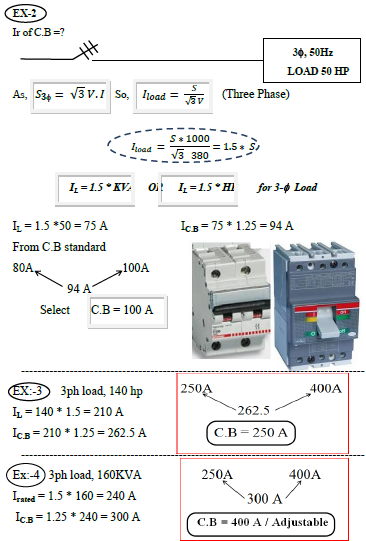 EX-2
Ir of C.B =?
3ϕ, 50Hz
LOAD 50 HP
As, S3ϕ = √3 V.I So, Iload = S / √3 V (Three Phase)
Iload = S * 1000 / √3 380 = 1.5 * S
IL = 1.5 * KV IL = 1.5 * for 3-ϕ Load
IL = 1.5 *50 = 75 A IC.B = 75 * 1.25 = 94 A
From C.B standard
80A 100A
94 A
Select C.B = 100 A
EX:-3 3ph load, 140 hp
IL = 140 * 1.5 = 210 A
IC.B = 210 * 1.25 = 262.5 A
250A 400A
262.5
C.B = 250 A
Ex:-4 3ph load, 160KVA
Irated = 1.5 * 160 = 240 A
IC.B = 1.25 * 240 = 300 A
250A 400A
300 A
C.B = 400 A / Adjustable